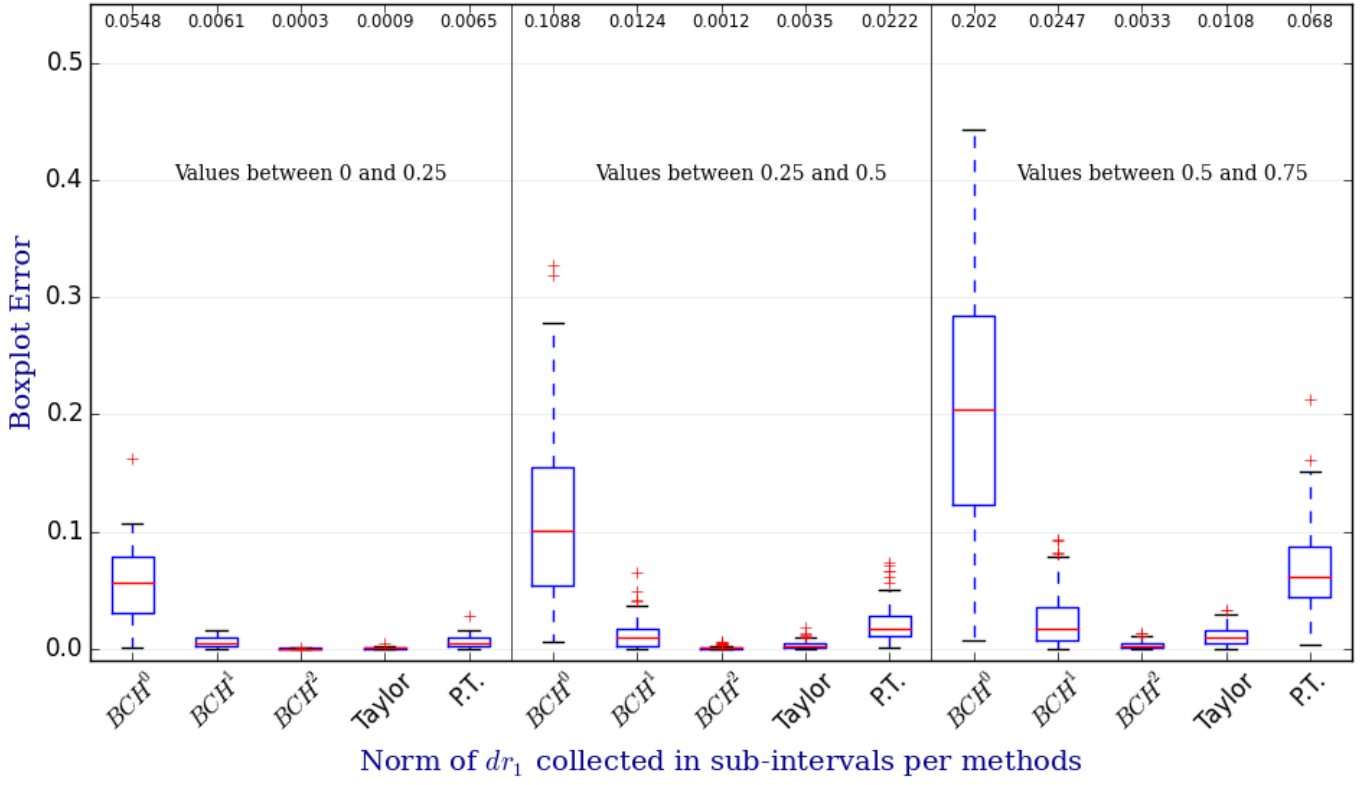 0.0548 0.0061 0.0003 0.0009 0.0065 0.1088 0.0124 0.0012 0.0035 0.0222 0.202 0.0247 0.0033 0.0108 0.068
0.5
Values between 0 and 0.25 Values between 0.25 and 0.5 Values between 0.5 and 0.75
0.4
0.3
0.2
0.1
0.0
Boxplot Error
BCH⁰ BCH¹ BCH² Taylor P.T. BCH⁰ BCH¹ BCH² Taylor P.T. BCH⁰ BCH¹ BCH² Taylor P.T.
Norm of dr₁ collected in sub-intervals per methods